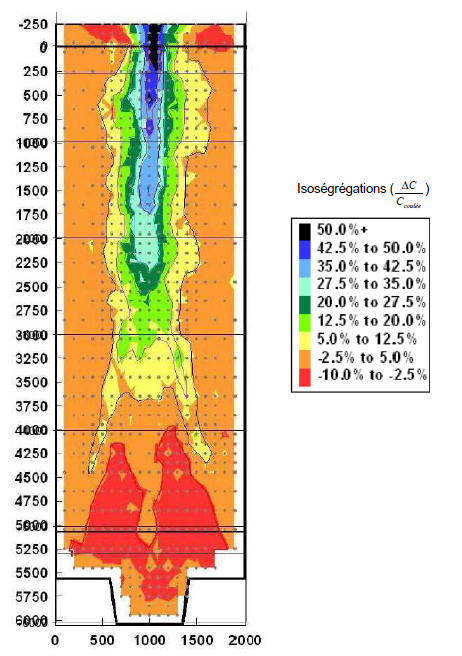 -250
0
250
500
750
1000
1250
1500
1750
2000
2250
2500
2750
3000
3250
3500
3750
4000
4250
4500
4750
5000
5250
5500
5750
6000
0 500 1000 1500 2000
Isoségrégations (ΔC/C_coulée)
50.0%+
42.5% to 50.0%
35.0% to 42.5%
27.5% to 35.0%
20.0% to 27.5%
12.5% to 20.0%
5.0% to 12.5%
-2.5% to 5.0%
-10.0% to -2.5%